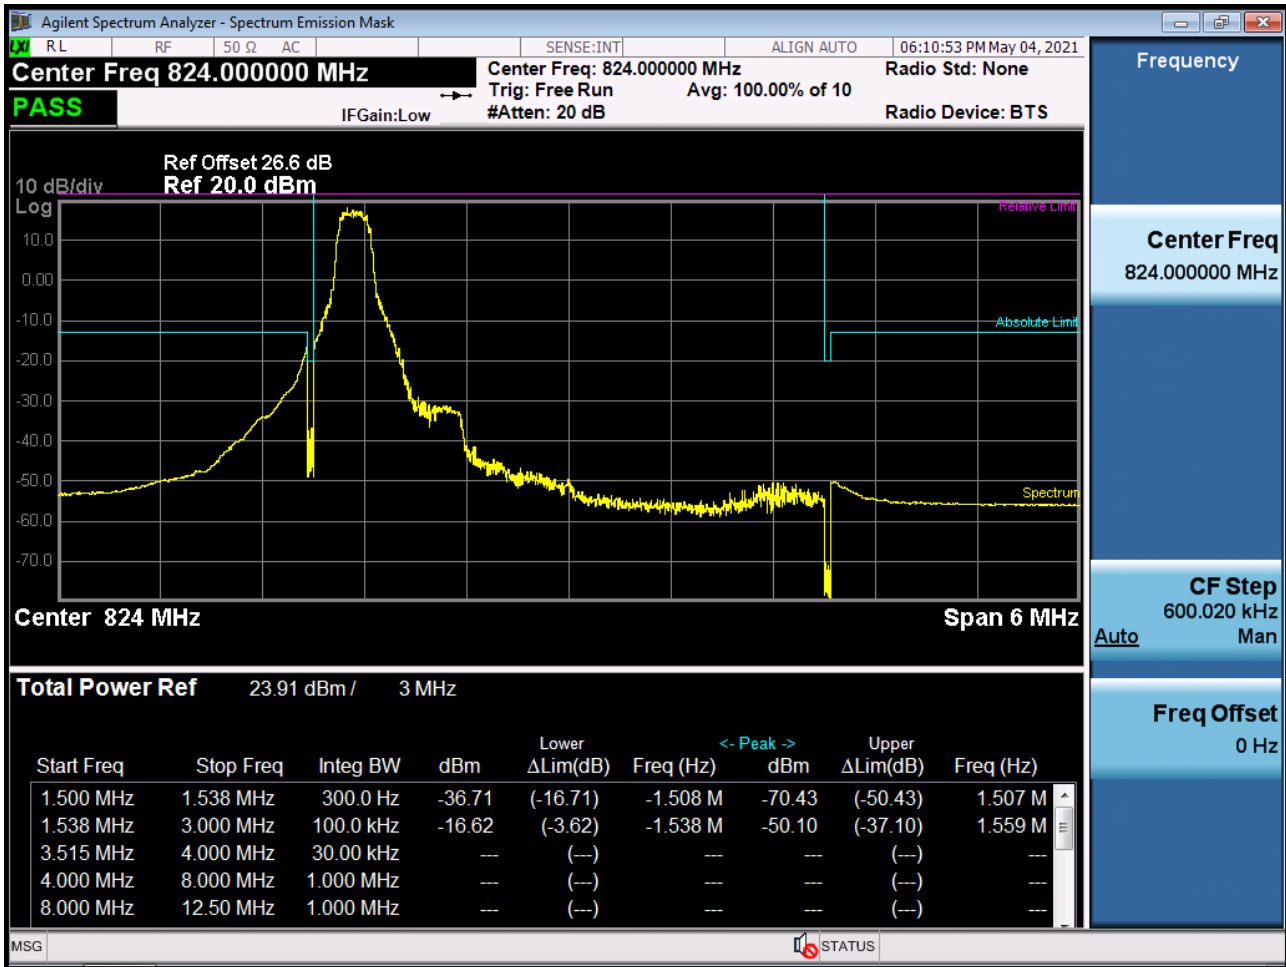 Agilent Spectrum Analyzer - Spectrum Emission Mask
LXI RL RF 50 Ω AC SENSE:INT ALIGN AUTO 06:10:53 PM May 04, 2021
Center Freq 824.000000 MHz
Center Freq: 824.000000 MHz Radio Std: None
Trig: Free Run Avg: 100.00% of 10
PASS IFGain:Low #Atten: 20 dB Radio Device: BTS
Ref Offset 26.6 dB
10 dB/div Ref 20.0 dBm
Log
Relative Limit
10.0
0.00
-10.0
Absolute Limit
-20.0
-30.0
-40.0
-50.0
Spectrum
-60.0
-70.0
Center 824 MHz Span 6 MHz
Total Power Ref 23.91 dBm / 3 MHz
Lower <- Peak -> Upper
Start Freq Stop Freq Integ BW dBm ΔLim(dB) Freq (Hz) dBm ΔLim(dB) Freq (Hz)
1.500 MHz 1.538 MHz 300.0 Hz -36.71 (-16.71) -1.508 M -70.43 (-50.43) 1.507 M
1.538 MHz 3.000 MHz 100.0 kHz -16.62 (-3.62) -1.538 M -50.10 (-37.10) 1.559 M
3.515 MHz 4.000 MHz 30.00 kHz --- (---) --- --- (---) ---
4.000 MHz 8.000 MHz 1.000 MHz --- (---) --- --- (---) ---
8.000 MHz 12.50 MHz 1.000 MHz --- (---) --- --- (---) ---
MSG STATUS
Frequency
Center Freq
824.000000 MHz
CF Step
600.020 kHz
Auto Man
Freq Offset
0 Hz